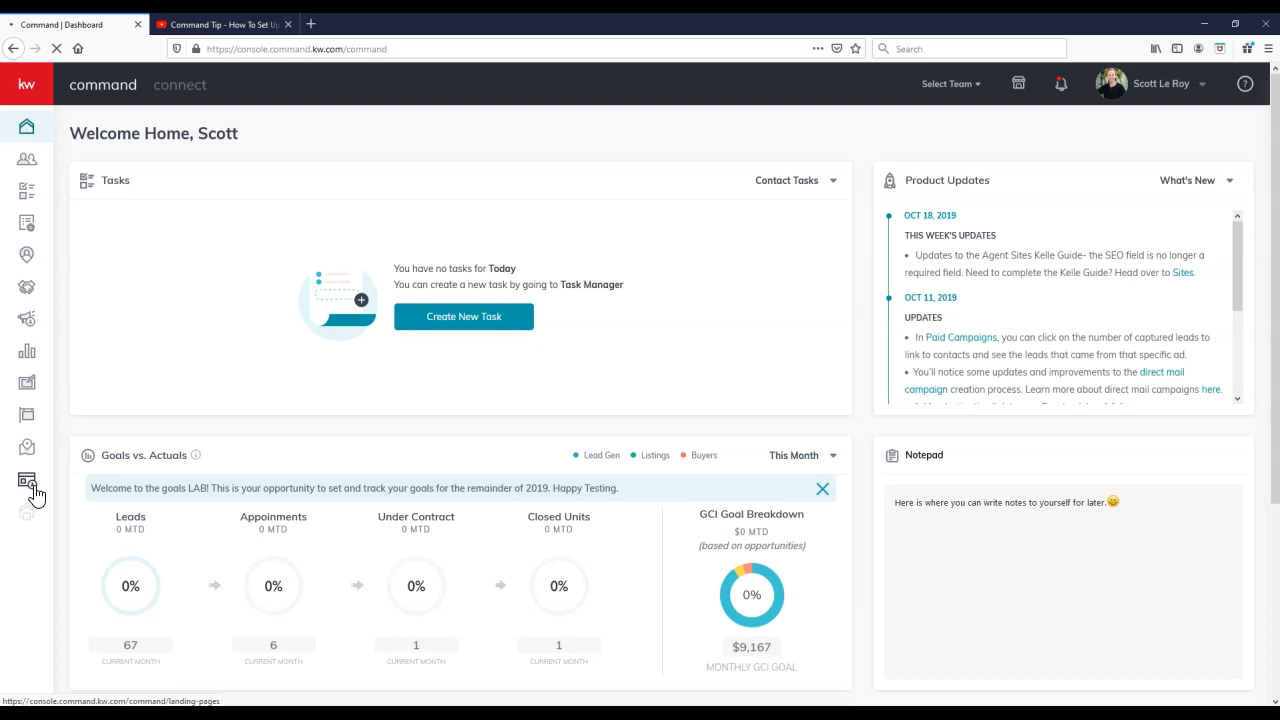 Command | Dashboard
Command Tip - How To Set Up
https://console.command.kw.com/command
Search
kw
command
connect
Select Team
Scott Le Roy
Welcome Home, Scott
Tasks
Contact Tasks
You have no tasks for Today
You can create a new task by going to Task Manager
Create New Task
Product Updates
What's New
OCT 18, 2019
THIS WEEK'S UPDATES
• Updates to the Agent Sites Kelle Guide- the SEO field is no longer a
required field. Need to complete the Kelle Guide? Head over to Sites.
OCT 11, 2019
UPDATES
• In Paid Campaigns, you can click on the number of captured leads to
link to contacts and see the leads that came from that specific ad.
• You'll notice some updates and improvements to the direct mail
campaign creation process. Learn more about direct mail campaigns here.
Goals vs. Actuals
Lead Gen
Listings
Buyers
This Month
Welcome to the goals LAB! This is your opportunity to set and track your goals for the remainder of 2019. Happy Testing.
Leads
0 MTD
Appoinments
0 MTD
Under Contract
0 MTD
Closed Units
0 MTD
0%
0%
0%
0%
67
6
1
1
CURRENT MONTH
CURRENT MONTH
CURRENT MONTH
CURRENT MONTH
GCI Goal Breakdown
$0 MTD
(based on opportunities)
0%
$9,167
MONTHLY GCI GOAL
Notepad
Here is where you can write notes to yourself for later.
https://console.command.kw.com/command/landing-pages